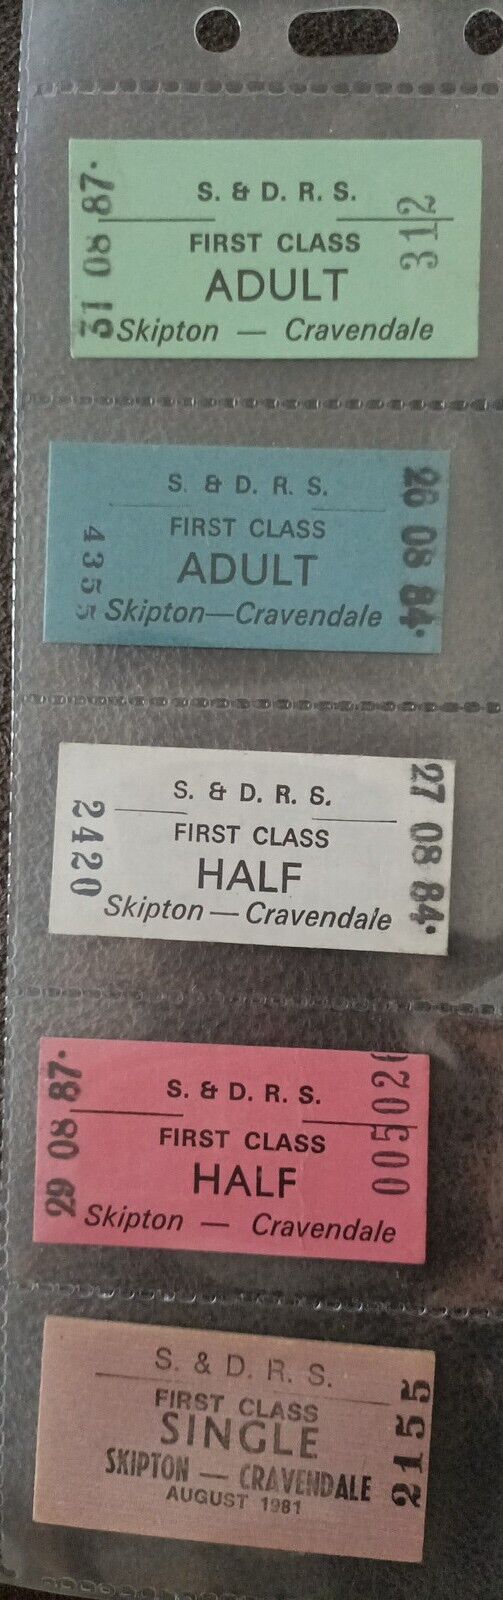 S. & D. R. S.
FIRST CLASS
ADULT
Skipton — Cravendale
31 08 87.
312
S. & D. R. S.
FIRST CLASS
ADULT
Skipton—Cravendale
4355
26 08 84.
S. & D. R. S.
FIRST CLASS
HALF
Skipton — Cravendale
2420
27 08 84.
S. & D. R. S.
FIRST CLASS
HALF
Skipton — Cravendale
29 08 87.
S. & D. R. S.
FIRST CLASS
SINGLE
SKIPTON — CRAVENDALE
AUGUST 1981
2155